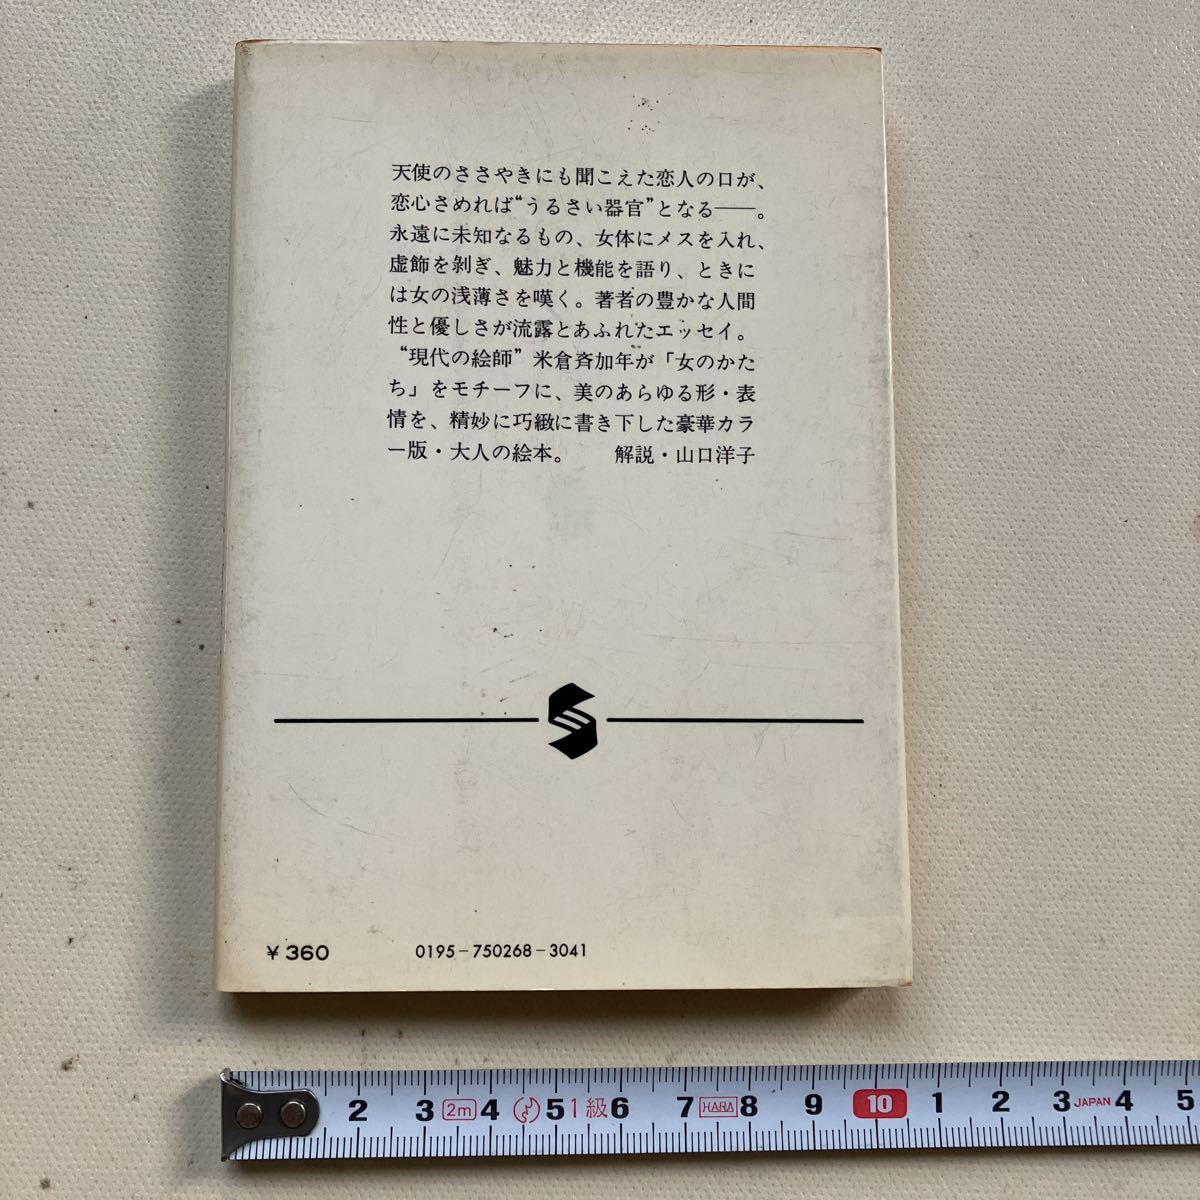 天使のささやきにも聞こえた恋人の口が、
恋心さめれば“うるさい器官”となる──。
永遠に未知なるもの、女体にメスを入れ、
虚飾を剝ぎ、魅力と機能を語り、ときに
は女の浅薄さを嘆く。著者の豊かな人間
性と優しさが流露とあふれたエッセイ。
“現代の絵師”米倉斉加年が「女のかた
ち」をモチーフに、美のあらゆる形・表
情を、精妙に巧緻に書き下した豪華カラ
ー版・大人の絵本。　　解説・山口洋子
¥360　0195-750268-3041
2 3 2m 4 5 1級 6 7 HARA 8 9 10 1 2 3 JAPAN 4 5